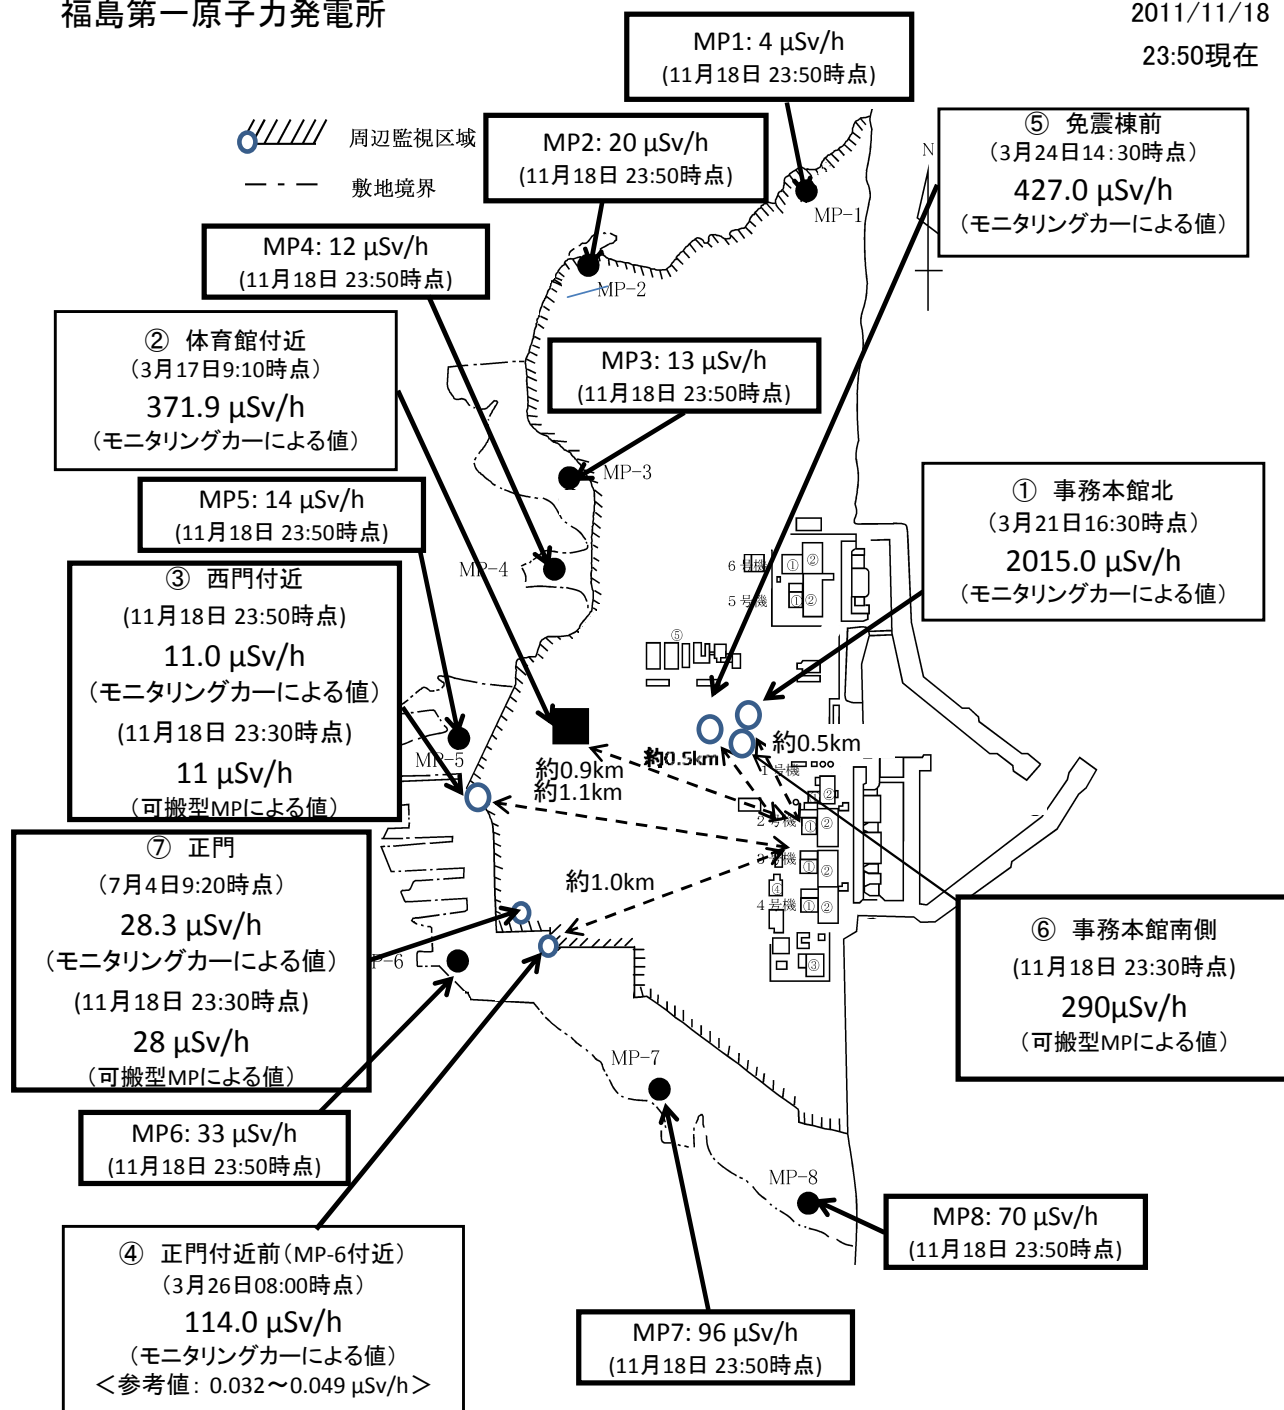 福島第一原子力発電所
2011/11/18
23:50現在
周辺監視区域
敷地境界
MP1: 4 μSv/h
(11月18日 23:50時点)
MP2: 20 μSv/h
(11月18日 23:50時点)
MP4: 12 μSv/h
(11月18日 23:50時点)
⑤ 免震棟前
(3月24日14:30時点)
427.0 μSv/h
(モニタリングカーによる値)
N
MP-1
MP-2
② 体育館付近
(3月17日9:10時点)
371.9 μSv/h
(モニタリングカーによる値)
MP3: 13 μSv/h
(11月18日 23:50時点)
MP-3
MP5: 14 μSv/h
(11月18日 23:50時点)
① 事務本館北
(3月21日16:30時点)
2015.0 μSv/h
(モニタリングカーによる値)
MP-4
6号機
① ②
5号機
① ②
⑤
③ 西門付近
(11月18日 23:50時点)
11.0 μSv/h
(モニタリングカーによる値)
(11月18日 23:30時点)
11 μSv/h
(可搬型MPによる値)
MP-5
約0.9km
約1.1km
約0.5km
約0.5km
1号機
②
2号機
① ②
3号機
① ②
④
4号機
① ②
③
約1.0km
⑦ 正門
(7月4日9:20時点)
28.3 μSv/h
(モニタリングカーによる値)
(11月18日 23:30時点)
28 μSv/h
(可搬型MPによる値)
P-6
⑥ 事務本館南側
(11月18日 23:30時点)
290μSv/h
(可搬型MPによる値)
MP-7
MP6: 33 μSv/h
(11月18日 23:50時点)
MP-8
MP8: 70 μSv/h
(11月18日 23:50時点)
④ 正門付近前(MP-6付近)
(3月26日08:00時点)
114.0 μSv/h
(モニタリングカーによる値)
<参考値: 0.032～0.049 μSv/h>
MP7: 96 μSv/h
(11月18日 23:50時点)